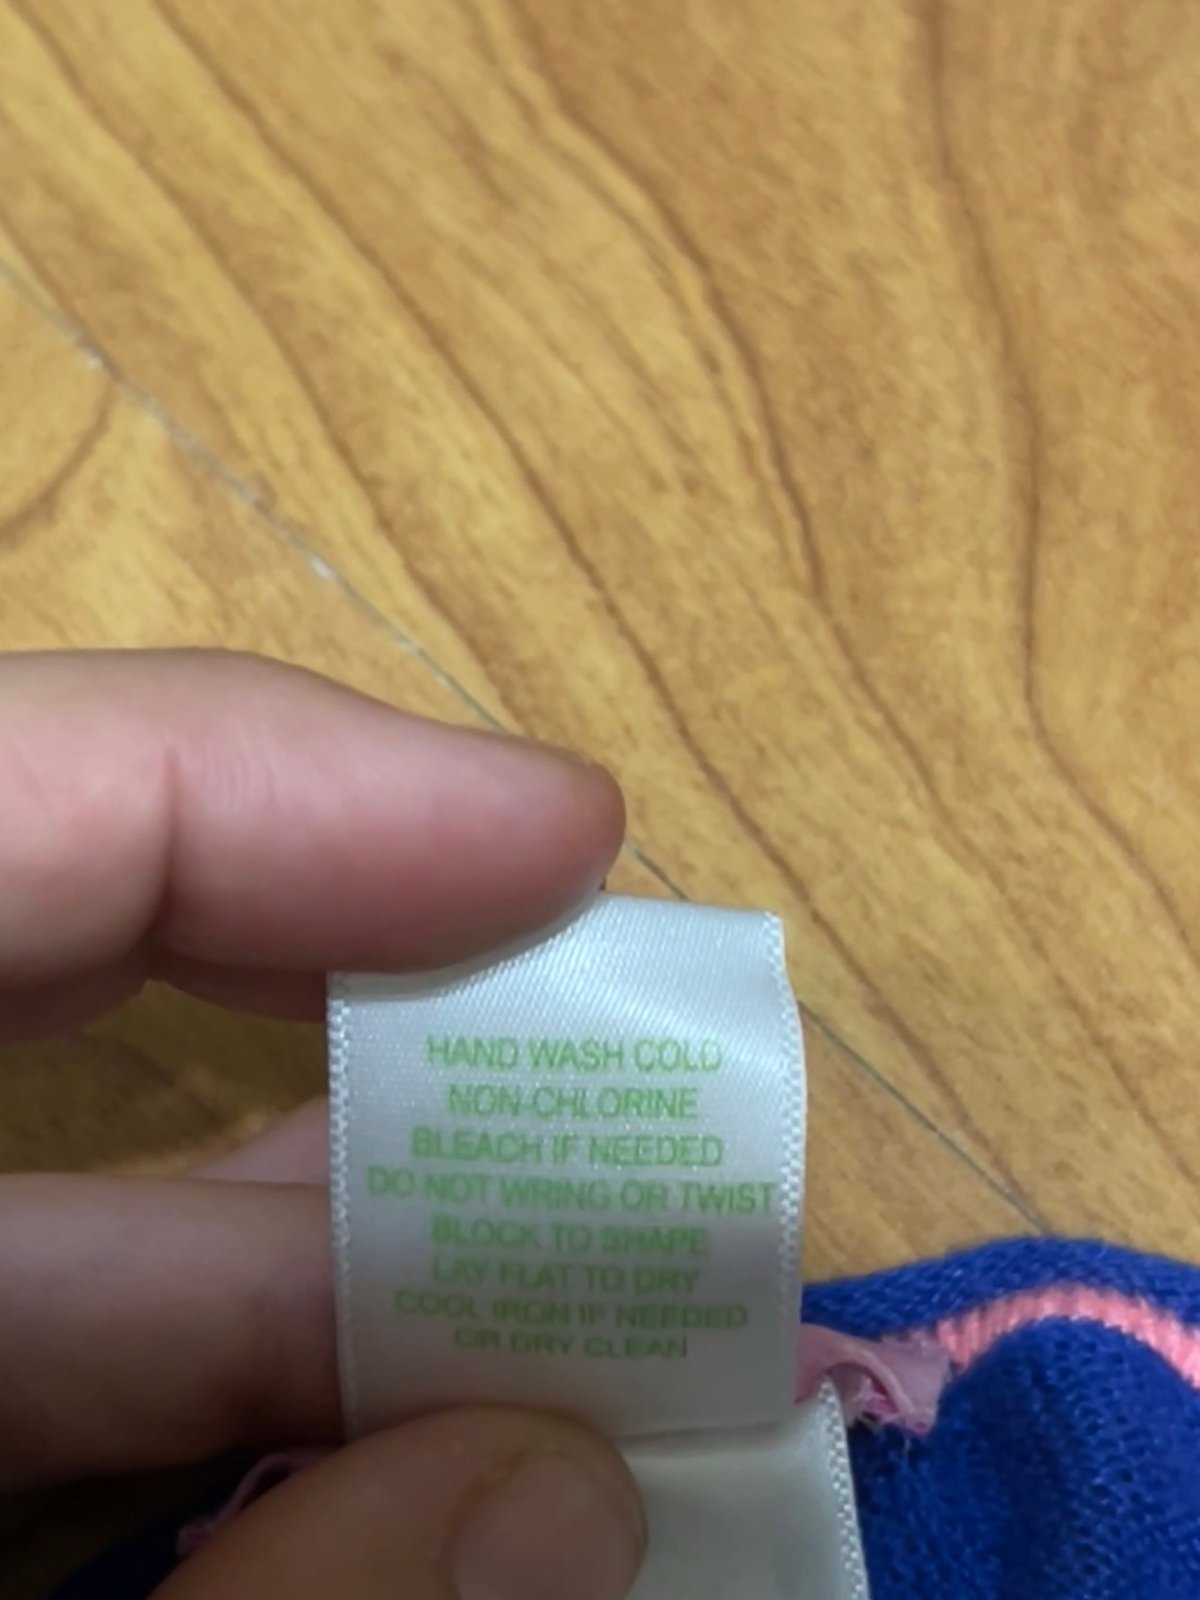 HAND WASH COLD
NON-CHLORINE
BLEACH IF NEEDED
DO NOT WRING OR TWIST
BLOCK TO SHAPE
LAY FLAT TO DRY
COOL IRON IF NEEDED
OR DRY CLEAN